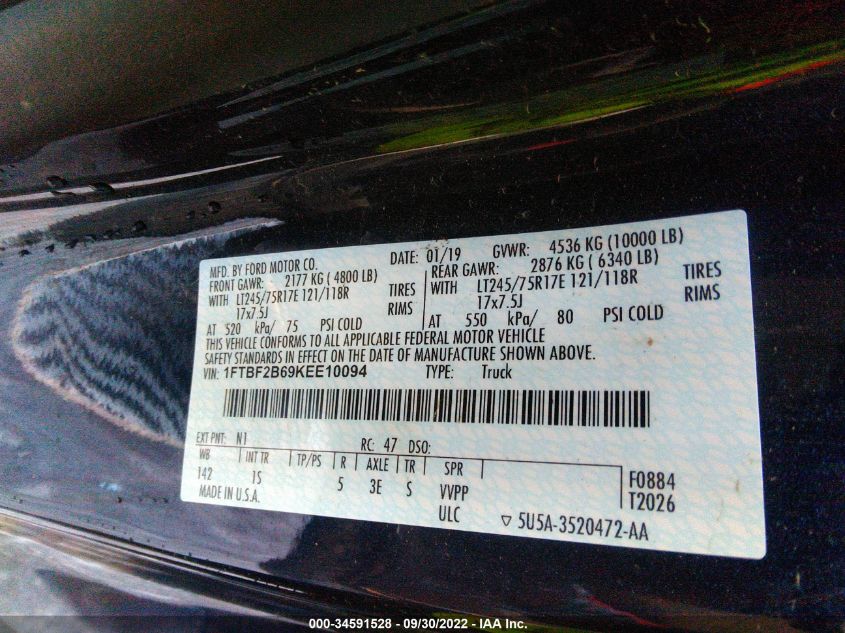 MFD. BY FORD MOTOR CO.
DATE: 01/19 GVWR: 4536 KG (10000 LB)
FRONT GAWR: 2177 KG ( 4800 LB)
REAR GAWR: 2876 KG ( 6340 LB)
WITH LT245/75R17E 121/118R TIRES
WITH LT245/75R17E 121/118R TIRES
17x7.5J RIMS
17x7.5J RIMS
AT 520 kPa/ 75 PSI COLD
AT 550 kPa/ 80 PSI COLD
THIS VEHICLE CONFORMS TO ALL APPLICABLE FEDERAL MOTOR VEHICLE
SAFETY STANDARDS IN EFFECT ON THE DATE OF MANUFACTURE SHOWN ABOVE.
VIN: 1FTBF2B69KEE10094 TYPE: Truck
EXT PNT: N1 RC: 47 DSO:
WB INT TR TP/PS R AXLE TR SPR
142 1S 5 3E S VVPP F0884
MADE IN U.S.A. ULC T2026
▽ 5U5A-3520472-AA
000-34591528 - 09/30/2022 - IAA Inc.